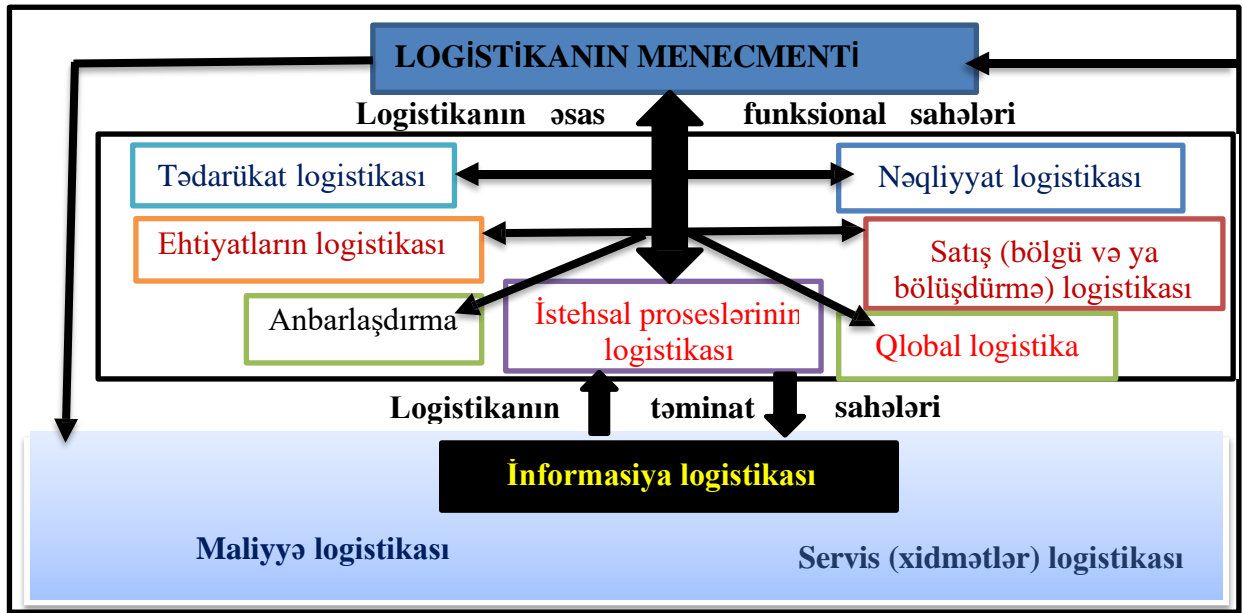 LOGİSTİKANIN MENECMENTİ
Logistikanın əsas funksional sahələri
Tədarükat logistikası
Nəqliyyat logistikası
Ehtiyatların logistikası
Satış (bölgü və ya
bölüşdürmə) logistikası
Anbarlaşdırma
İstehsal proseslərinin
logistikası
Qlobal logistika
Logistikanın təminat sahələri
İnformasiya logistikası
Maliyyə logistikası
Servis (xidmətlər) logistikası